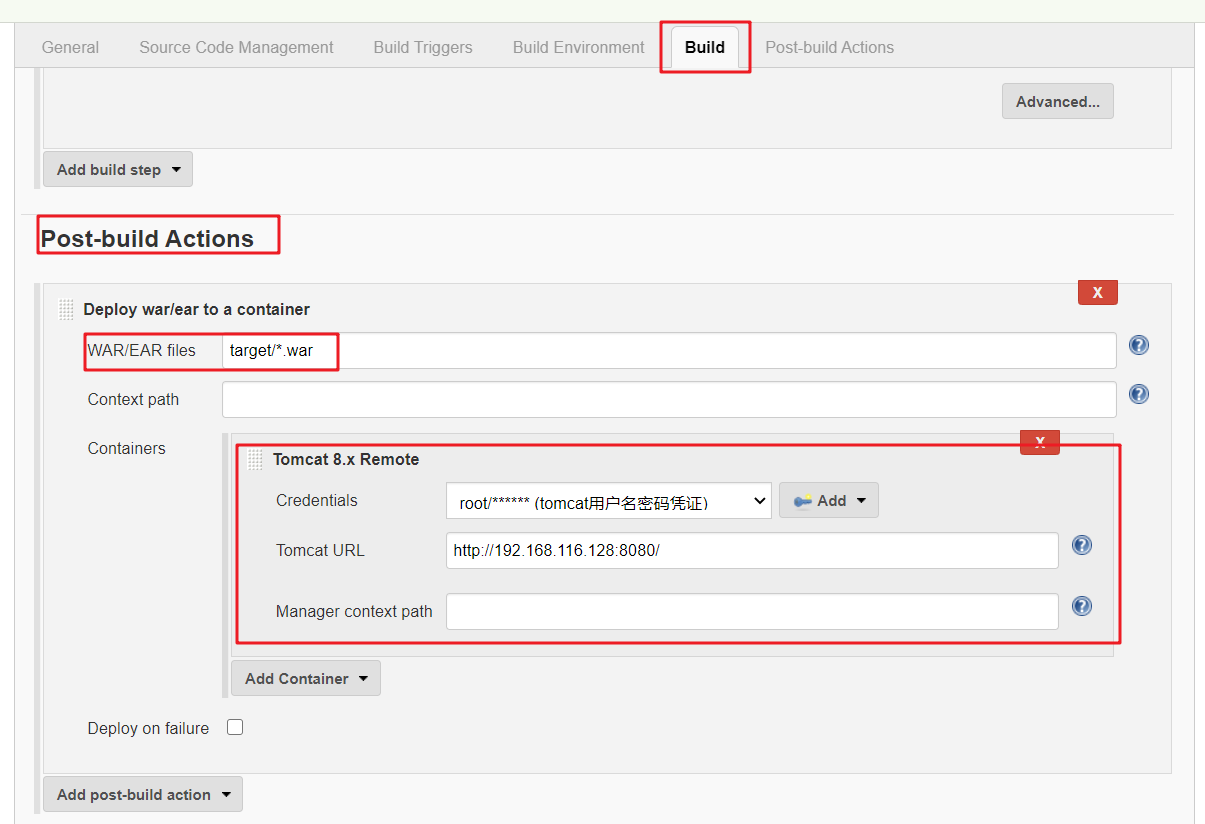 General Source Code Management Build Triggers Build Environment Build Post-build Actions
Advanced...
Add build step
Post-build Actions
X
Deploy war/ear to a container
WAR/EAR files target/*.war
Context path
Containers
X
Tomcat 8.x Remote
Credentials root/****** (tomcat用户名密码凭证) Add
Tomcat URL http://192.168.116.128:8080/
Manager context path
Add Container
Deploy on failure
Add post-build action